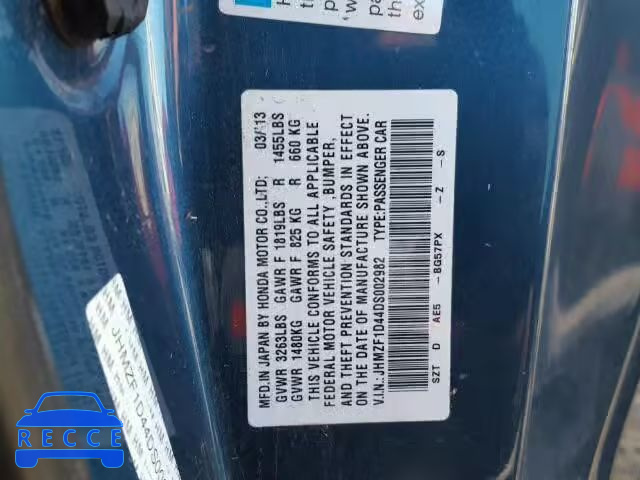 MFD.IN JAPAN BY HONDA MOTOR CO.,LTD. 03/13
GVWR 3263LBS GAWR F 1819LBS R 1455LBS
GVWR 1480KG GAWR F 825 KG R 660 KG
THIS VEHICLE CONFORMS TO ALL APPLICABLE
FEDERAL MOTOR VEHICLE SAFETY ,BUMPER,
AND THEFT PREVENTION STANDARDS IN EFFECT
ON THE DATE OF MANUFACTURE SHOWN ABOVE.
V.I.N.:JHMZF1D44DS002982 TYPE:PASSENGER CAR
SZT D AE5 -BG57PX -Z -S
JHMZF1D44DS00
RECCE